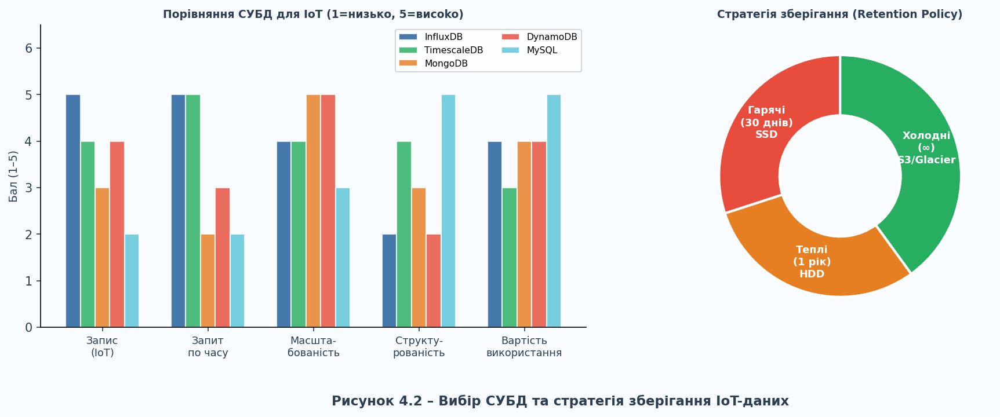 Порівняння СУБД для IoT (1=низько, 5=високо)
InfluxDB
TimescaleDB
MongoDB
DynamoDB
MySQL
Бал (1–5)
6
5
4
3
2
1
0
Запис
(IoT)
Запит
по часу
Масшта-
бованість
Структу-
рованість
Вартість
використання
Стратегія зберігання (Retention Policy)
Гарячі
(30 днів)
SSD
Холодні
(∞)
S3/Glacier
Теплі
(1 рік)
HDD
Рисунок 4.2 – Вибір СУБД та стратегія зберігання IoT-даних